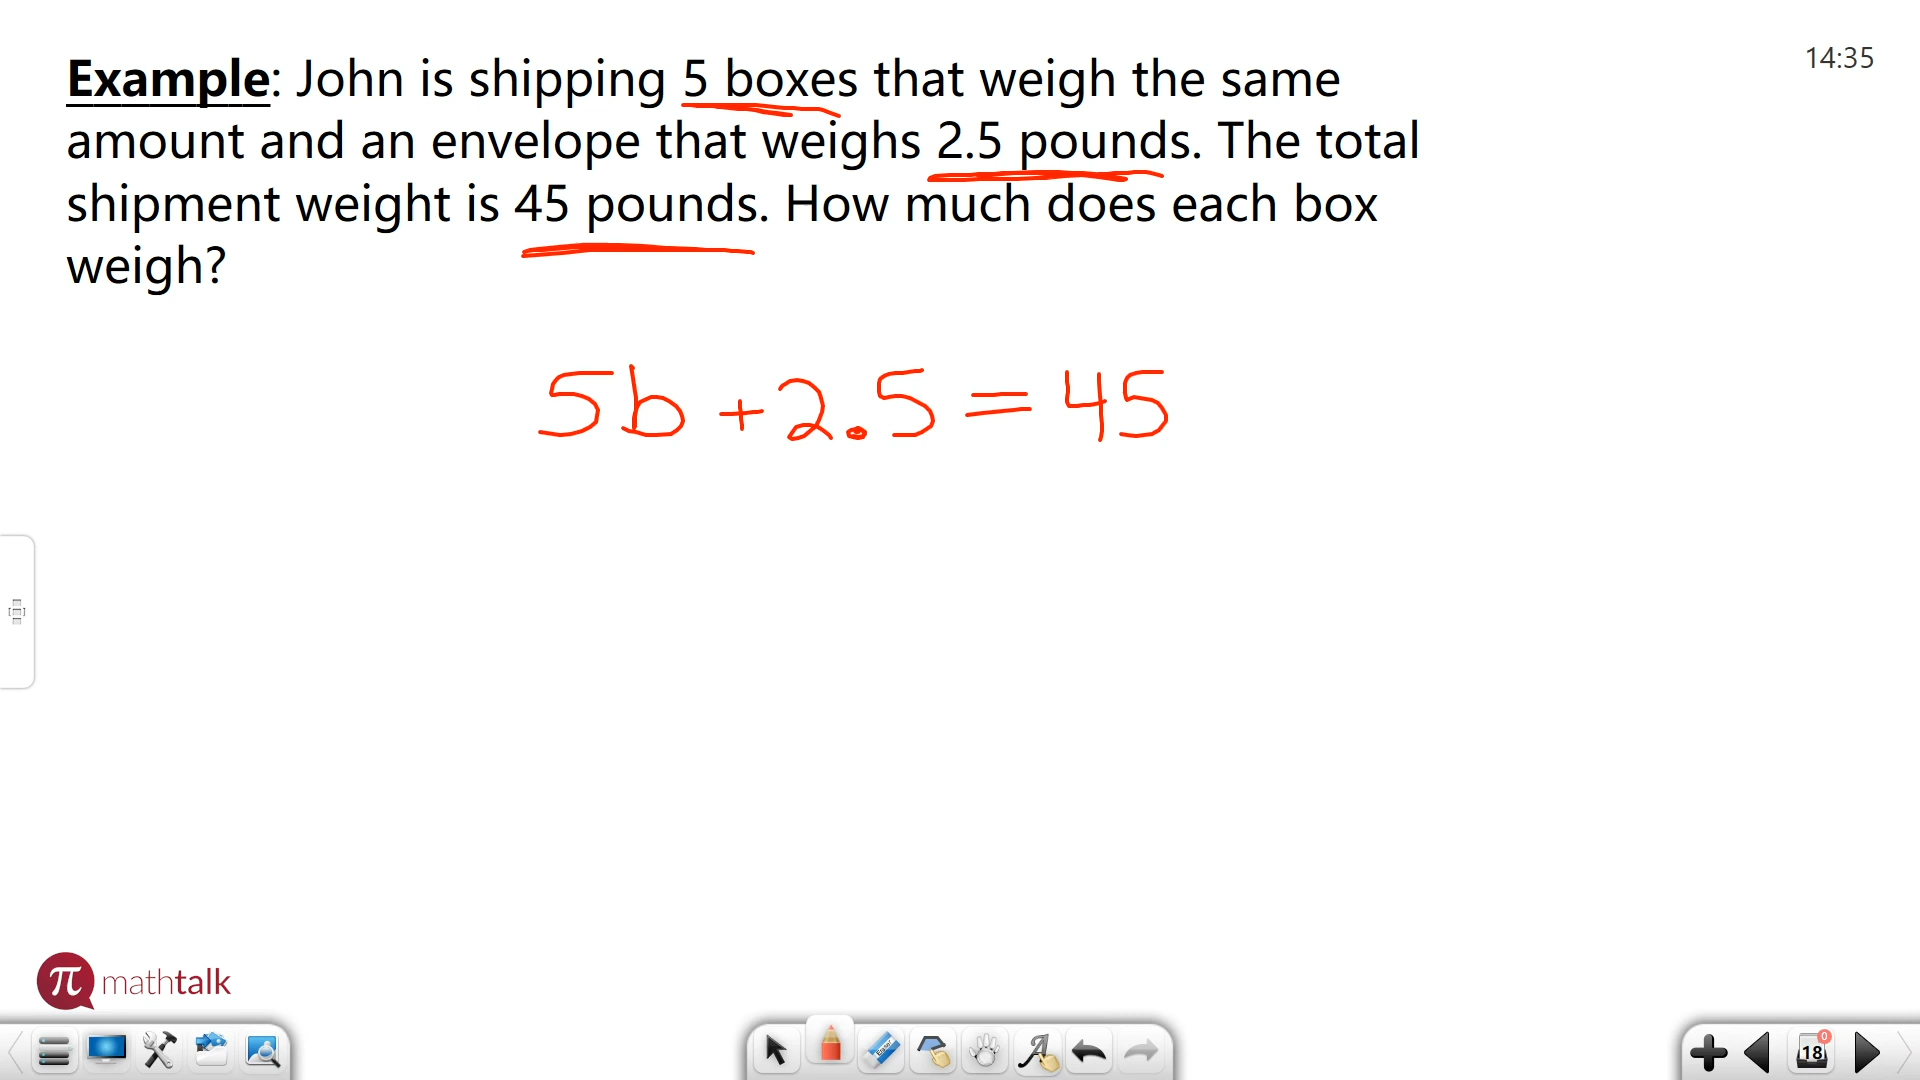 14:35
Example: John is shipping 5 boxes that weigh the same
amount and an envelope that weighs 2.5 pounds. The total
shipment weight is 45 pounds. How much does each box
weigh?
5b + 2.5 = 45
π mathtalk
Eraser
A
18
0